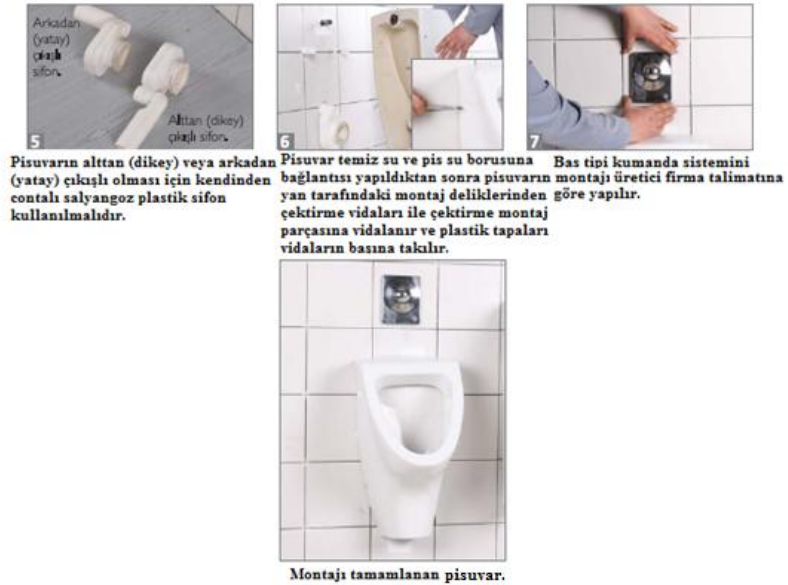 Arkadan
(yatay)
çıkışlı
sifon.
Alttan (dikey)
çıkışlı sifon.
5
Pisuvarın alttan (dikey) veya arkadan
(yatay) çıkışlı olması için kendinden
contalı salyangoz plastik sifon
kullanılmalıdır.
6
Pisuvar temiz su ve pis su borusuna
bağlantısı yapıldıktan sonra pisuvarın
yan tarafındaki montaj deliklerinden
çektirme vidaları ile çektirme montaj
parçasına vidalanır ve plastik tapaları
vidaların başına takılır.
7
Bas tipi kumanda sistemini
montajı üretici firma talimatına
göre yapılır.
Montajı tamamlanan pisuvar.